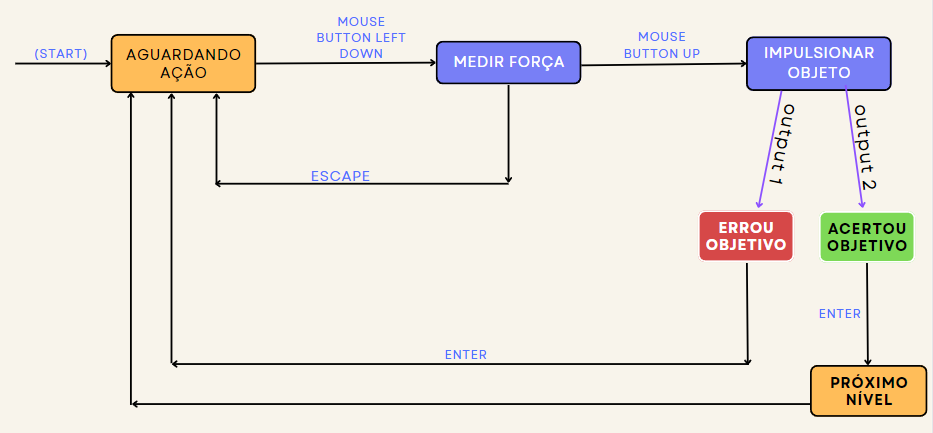 (START)
AGUARDANDO
AÇÃO
MOUSE
BUTTON LEFT
DOWN
MEDIR FORÇA
MOUSE
BUTTON UP
IMPULSIONAR
OBJETO
output 1
output 2
ESCAPE
ERROU
OBJETIVO
ACERTOU
OBJETIVO
ENTER
ENTER
PRÓXIMO
NÍVEL